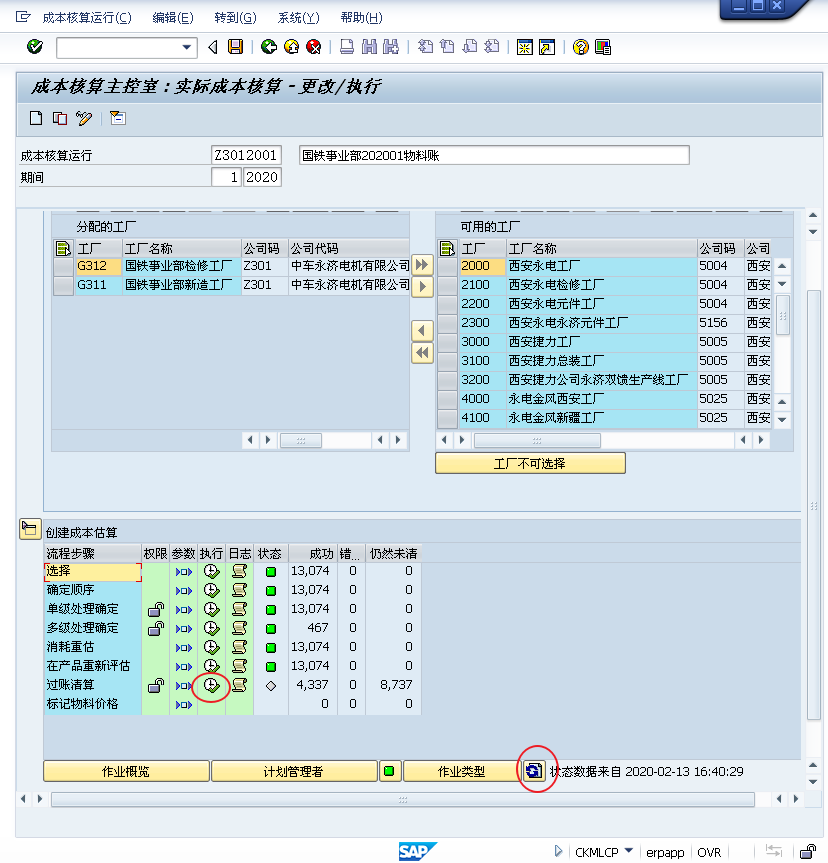 成本核算运行(C) 编辑(E) 转到(G) 系统(Y) 帮助(H)
成本核算主控室：实际成本核算 - 更改/执行
成本核算运行 Z3012001 国铁事业部202001物料账
期间 1 2020
分配的工厂
工厂 工厂名称 公司码 公司代码
G312 国铁事业部检修工厂 Z301 中车永济电机有限公司
G311 国铁事业部新造工厂 Z301 中车永济电机有限公司
可用的工厂
工厂 工厂名称 公司码 公司
2000 西安永电工厂 5004 西安
2100 西安永电检修工厂 5004 西安
2200 西安永电元件工厂 5004 西安
2300 西安永电永济元件工厂 5156 西安
3000 西安捷力工厂 5005 西安
3100 西安捷力总装工厂 5005 西安
3200 西安捷力公司永济双馈生产线工厂 5005 西安
4000 永电金风西安工厂 5025 西安
4100 永电金风新疆工厂 5025 西安
工厂不可选择
创建成本估算
流程步骤 权限 参数 执行 日志 状态 成功 错... 仍然未清
选择 13,074 0 0
确定顺序 13,074 0 0
单级处理确定 13,074 0 0
多级处理确定 467 0 0
消耗重估 13,074 0 0
在产品重新评估 13,074 0 0
过账清算 4,337 0 8,737
标记物料价格 0 0 0
作业概览 计划管理者 作业类型 状态数据来自 2020-02-13 16:40:29
SAP CKMLCP erpapp OVR